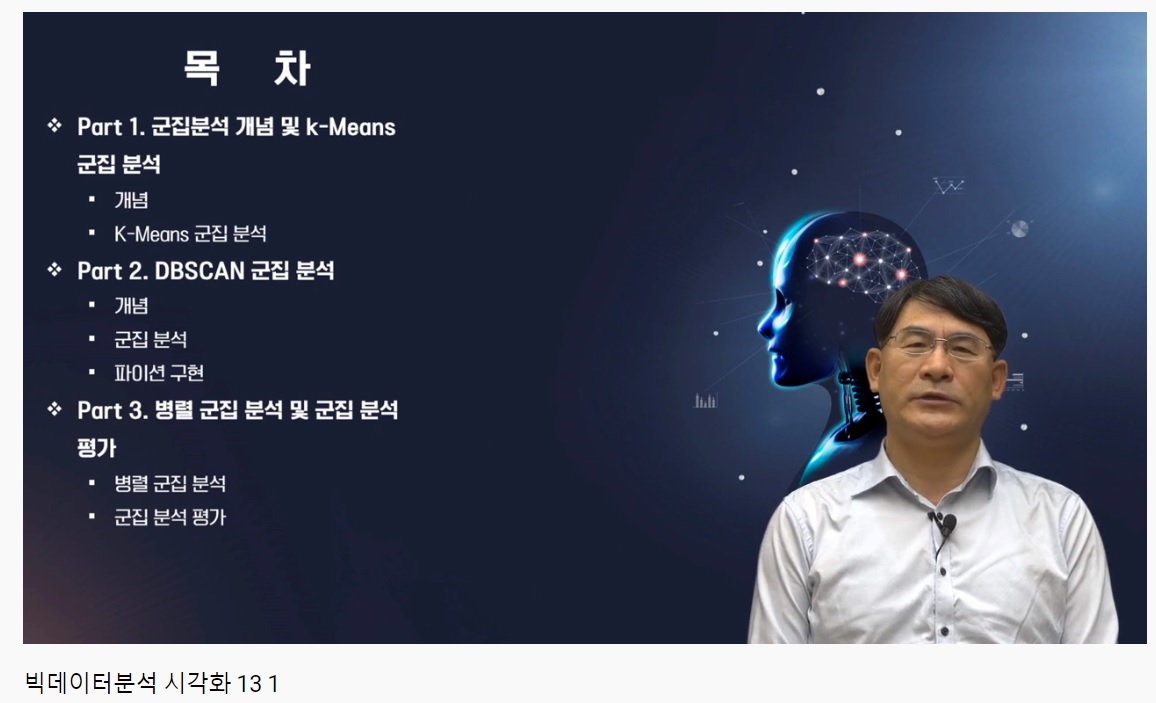 목 차
❖ Part 1. 군집분석 개념 및 k-Means
군집 분석
▪ 개념
▪ K-Means 군집 분석
❖ Part 2. DBSCAN 군집 분석
▪ 개념
▪ 군집 분석
▪ 파이션 구현
❖ Part 3. 병렬 군집 분석 및 군집 분석
평가
▪ 병렬 군집 분석
▪ 군집 분석 평가
빅데이터분석 시각화 13 1